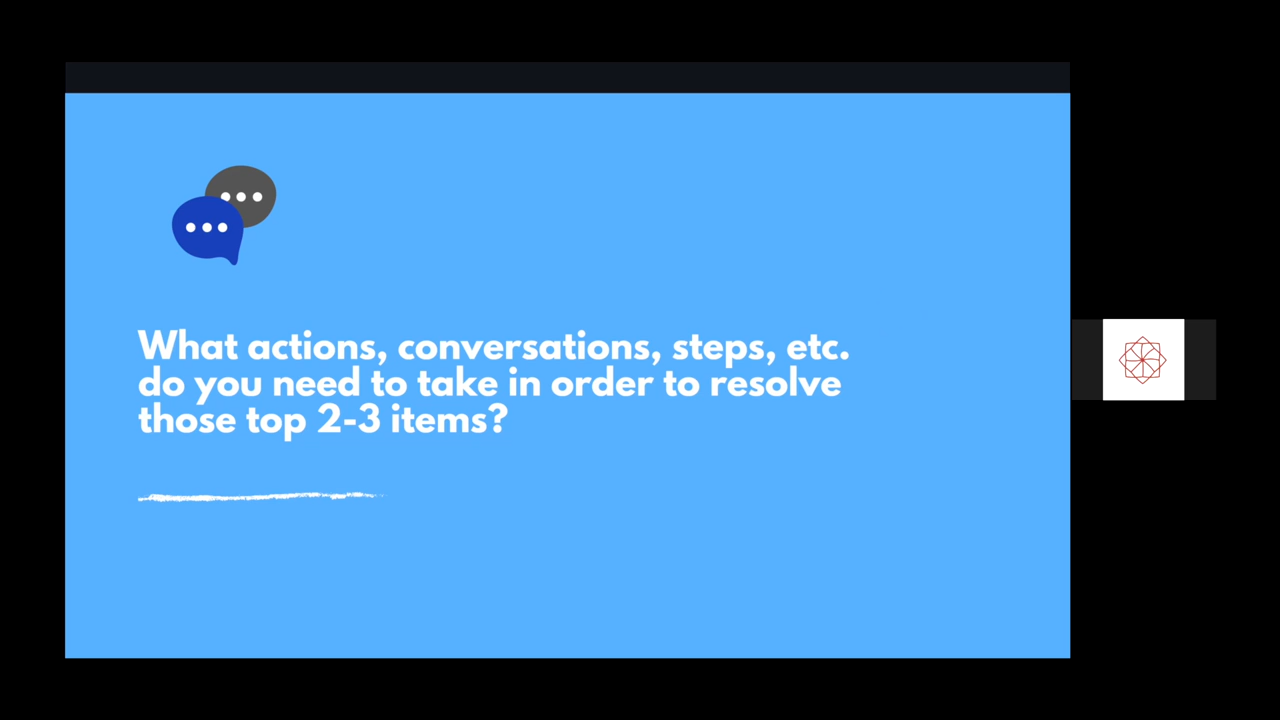 What actions, conversations, steps, etc.
do you need to take in order to resolve
those top 2-3 items?